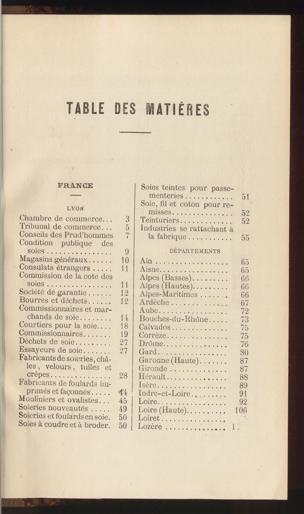 TABLE DES MATIÈRES
FRANCE
LYON
Chambre de commerce... 3
Tribunal de commerce... 5
Conseils des Prud'hommes 7
Condition publique des
soies................ 9
Magasins généraux...... 10
Consulats étrangers..... 11
Commission de la cote des
soies............... 11
Société de garantie...... 12
Bourres et déchets...... 12
Commissionnaires et mar-
chands de soie........ 14
Courtiers pour la soie.... 18
Commissionnaires....... 19
Déchets de soie......... 27
Essayeurs de soie....... 27
Fabricants de soieries, châ-
les, velours, tulles et
crêpes............... 28
Fabricants de foulards im-
primés et façonnés..... 44
Mouliniers et ovalistes... 45
Soieries nouveautés..... 49
Soieries et foulards en soie. 50
Soies à coudre et à broder. 50
Soies teintes pour passe-
menteries............. 51
Soie, fil et coton pour re-
misses............... 52
Teinturiers............. 52
Industries se rattachant à
la fabrique........... 55
DÉPARTEMENTS
Ain................... 65
Aisne.................. 65
Alpes (Basses).......... 66
Alpes (Hautes).......... 66
Alpes-Maritimes........ 66
Ardèche................ 67
Aube................... 72
Bouches-du-Rhône....... 73
Calvados............... 75
Corrèze................ 75
Drôme................. 76
Gard................... 80
Garonne (Haute)........ 87
Gironde................ 87
Hérault................ 88
Isère................... 89
Indre-et-Loire.......... 91
Loire.................. 92
Loire (Haute)........... 106
Loiret.................
Lozère.................